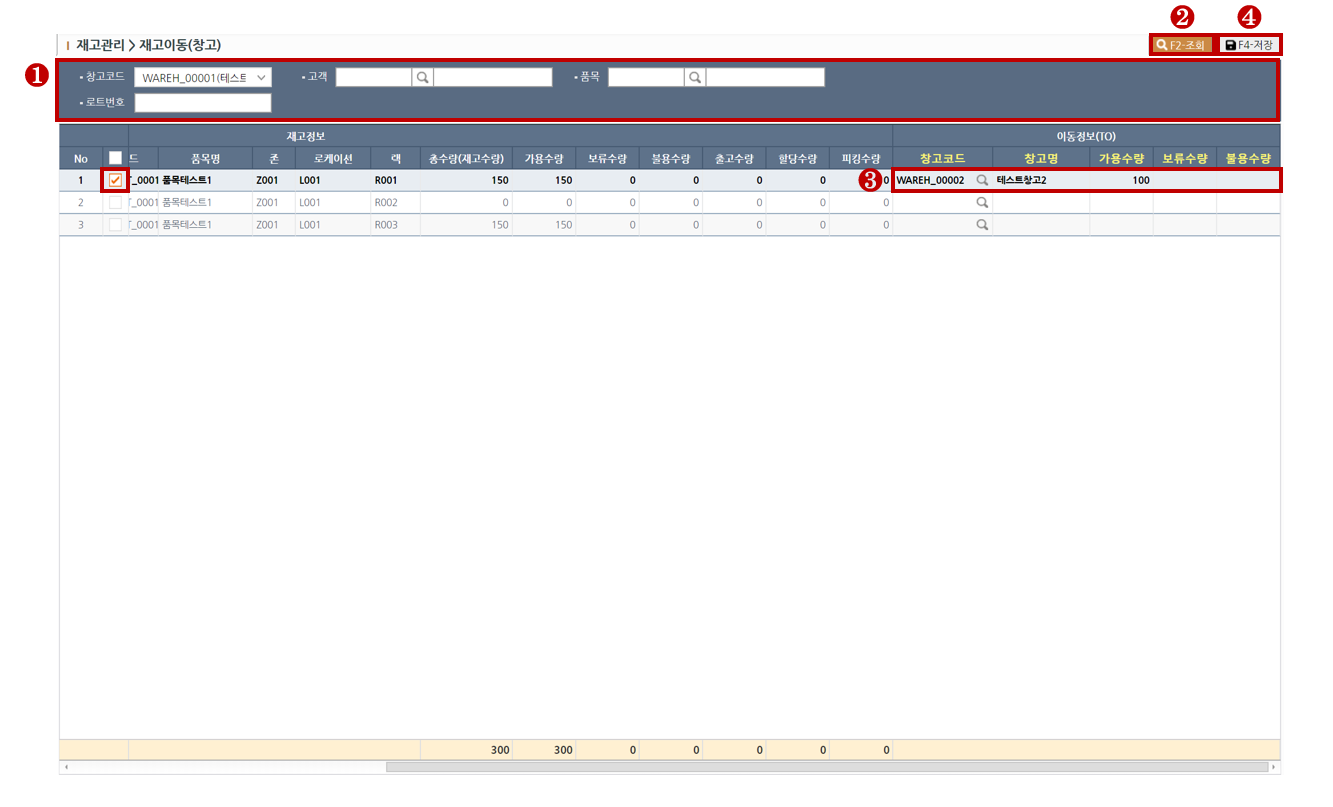 ❷ ❹
재고관리 > 재고이동(창고) F2-조회 F4-저장
❶ 창고코드 WAREH_00001(테스트 고객 품목
로트번호
재고정보 이동정보(TO)
No 드 품목명 존 로케이션 랙 총수량(재고수량) 가용수량 보류수량 불용수량 출고수량 할당수량 피킹수량 창고코드 창고명 가용수량 보류수량 불용수량
1 T_0001 품목테스트1 Z001 L001 R001 150 150 0 0 0 0 ❸ 0 WAREH_00002 테스트창고2 100
2 T_0001 품목테스트1 Z001 L001 R002 0 0 0 0 0 0 0
3 T_0001 품목테스트1 Z001 L001 R003 150 150 0 0 0 0 0
300 300 0 0 0 0 0